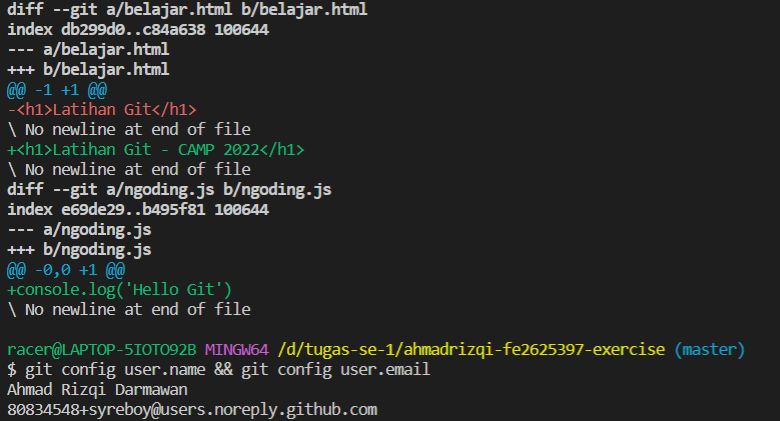 diff --git a/belajar.html b/belajar.html
index db299d0..c84a638 100644
--- a/belajar.html
+++ b/belajar.html
@@ -1 +1 @@
-<h1>Latihan Git</h1>
\ No newline at end of file
+<h1>Latihan Git - CAMP 2022</h1>
\ No newline at end of file
diff --git a/ngoding.js b/ngoding.js
index e69de29..b495f81 100644
--- a/ngoding.js
+++ b/ngoding.js
@@ -0,0 +1 @@
+console.log('Hello Git')
\ No newline at end of file
racer@LAPTOP-5IOTO92B MINGW64 /d/tugas-se-1/ahmadrizqi-fe2625397-exercise (master)
$ git config user.name && git config user.email
Ahmad Rizqi Darmawan
80834548+syreboy@users.noreply.github.com